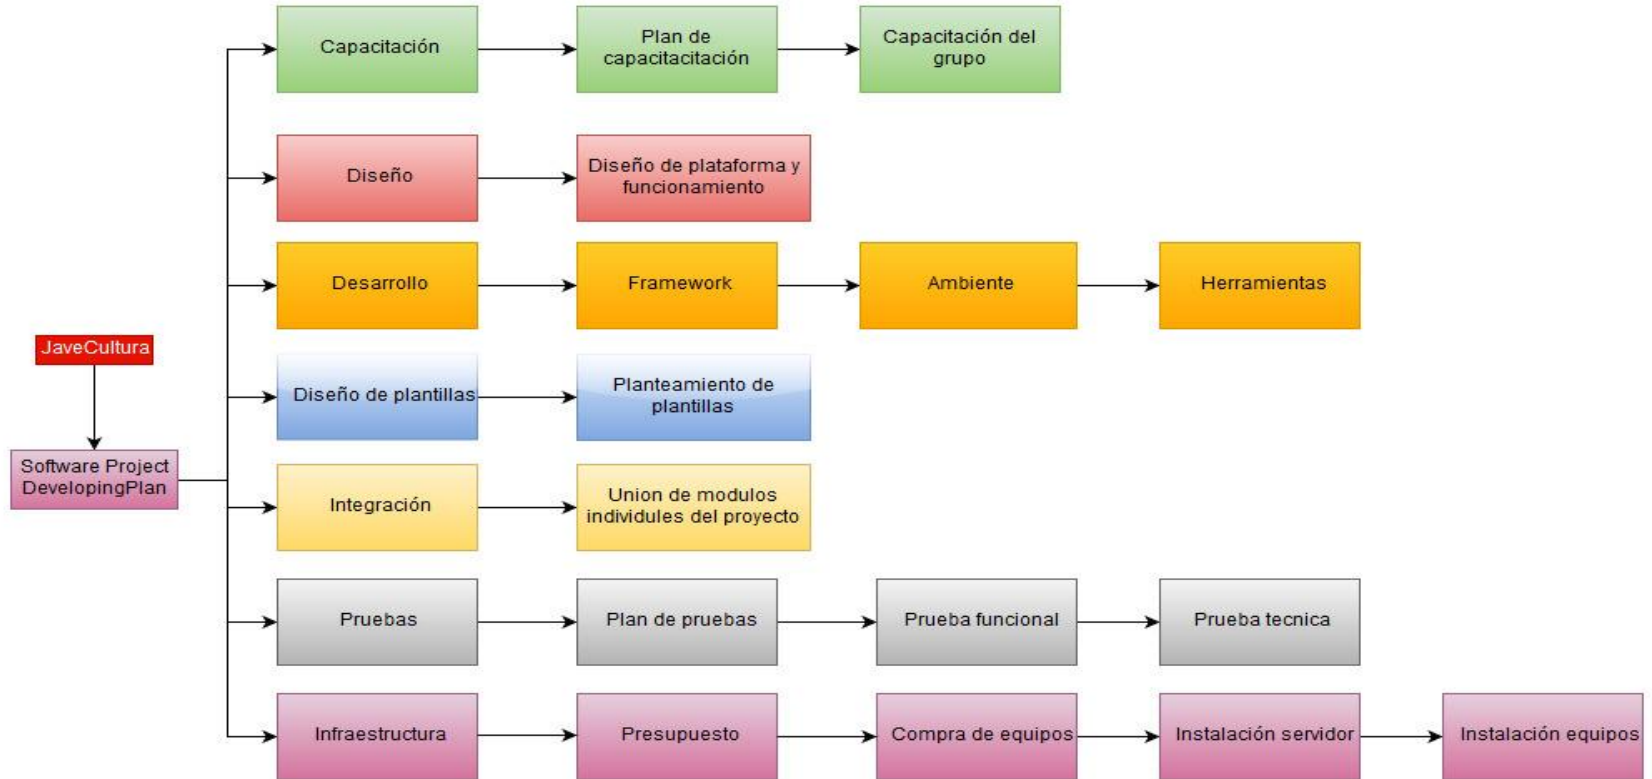 Capacitación
Plan de
capacitacitación
Capacitación del
grupo
Diseño
Diseño de plataforma y
funcionamiento
Desarrollo
Framework
Ambiente
Herramientas
JaveCultura
Software Project
DevelopingPlan
Diseño de plantillas
Planteamiento de
plantillas
Integración
Union de modulos
individules del proyecto
Pruebas
Plan de pruebas
Prueba funcional
Prueba tecnica
Infraestructura
Presupuesto
Compra de equipos
Instalación servidor
Instalación equipos